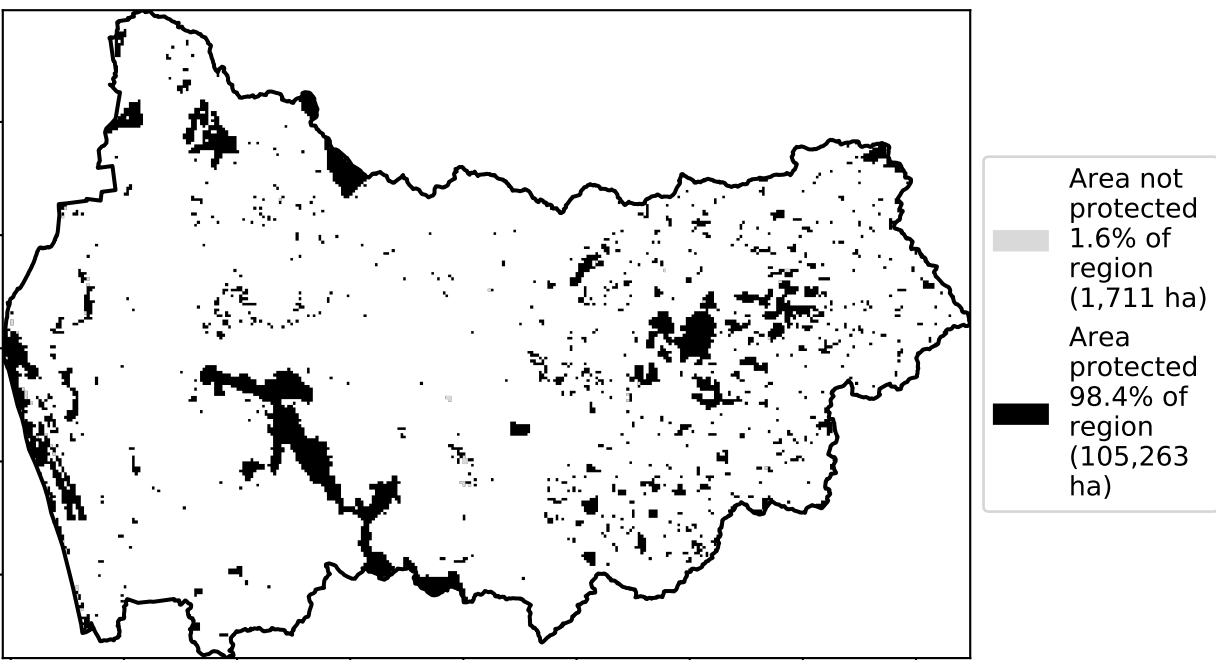 Area not
protected
1.6% of
region
(1,711 ha)
Area
protected
98.4% of
region
(105,263
ha)